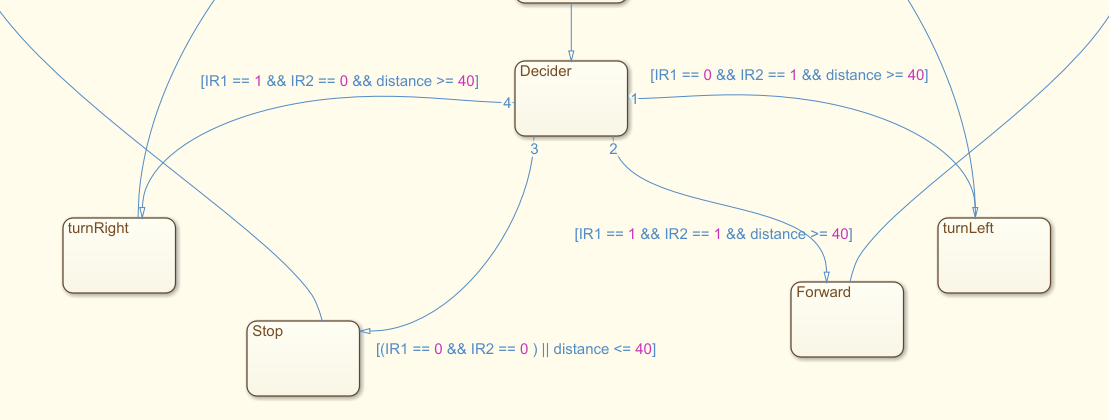 Decider
[IR1 == 1 && IR2 == 0 && distance >= 40]
[IR1 == 0 && IR2 == 1 && distance >= 40]
4
1
3
2
turnRight
turnLeft
[IR1 == 1 && IR2 == 1 && distance >= 40]
Forward
Stop
[(IR1 == 0 && IR2 == 0 ) || distance <= 40]